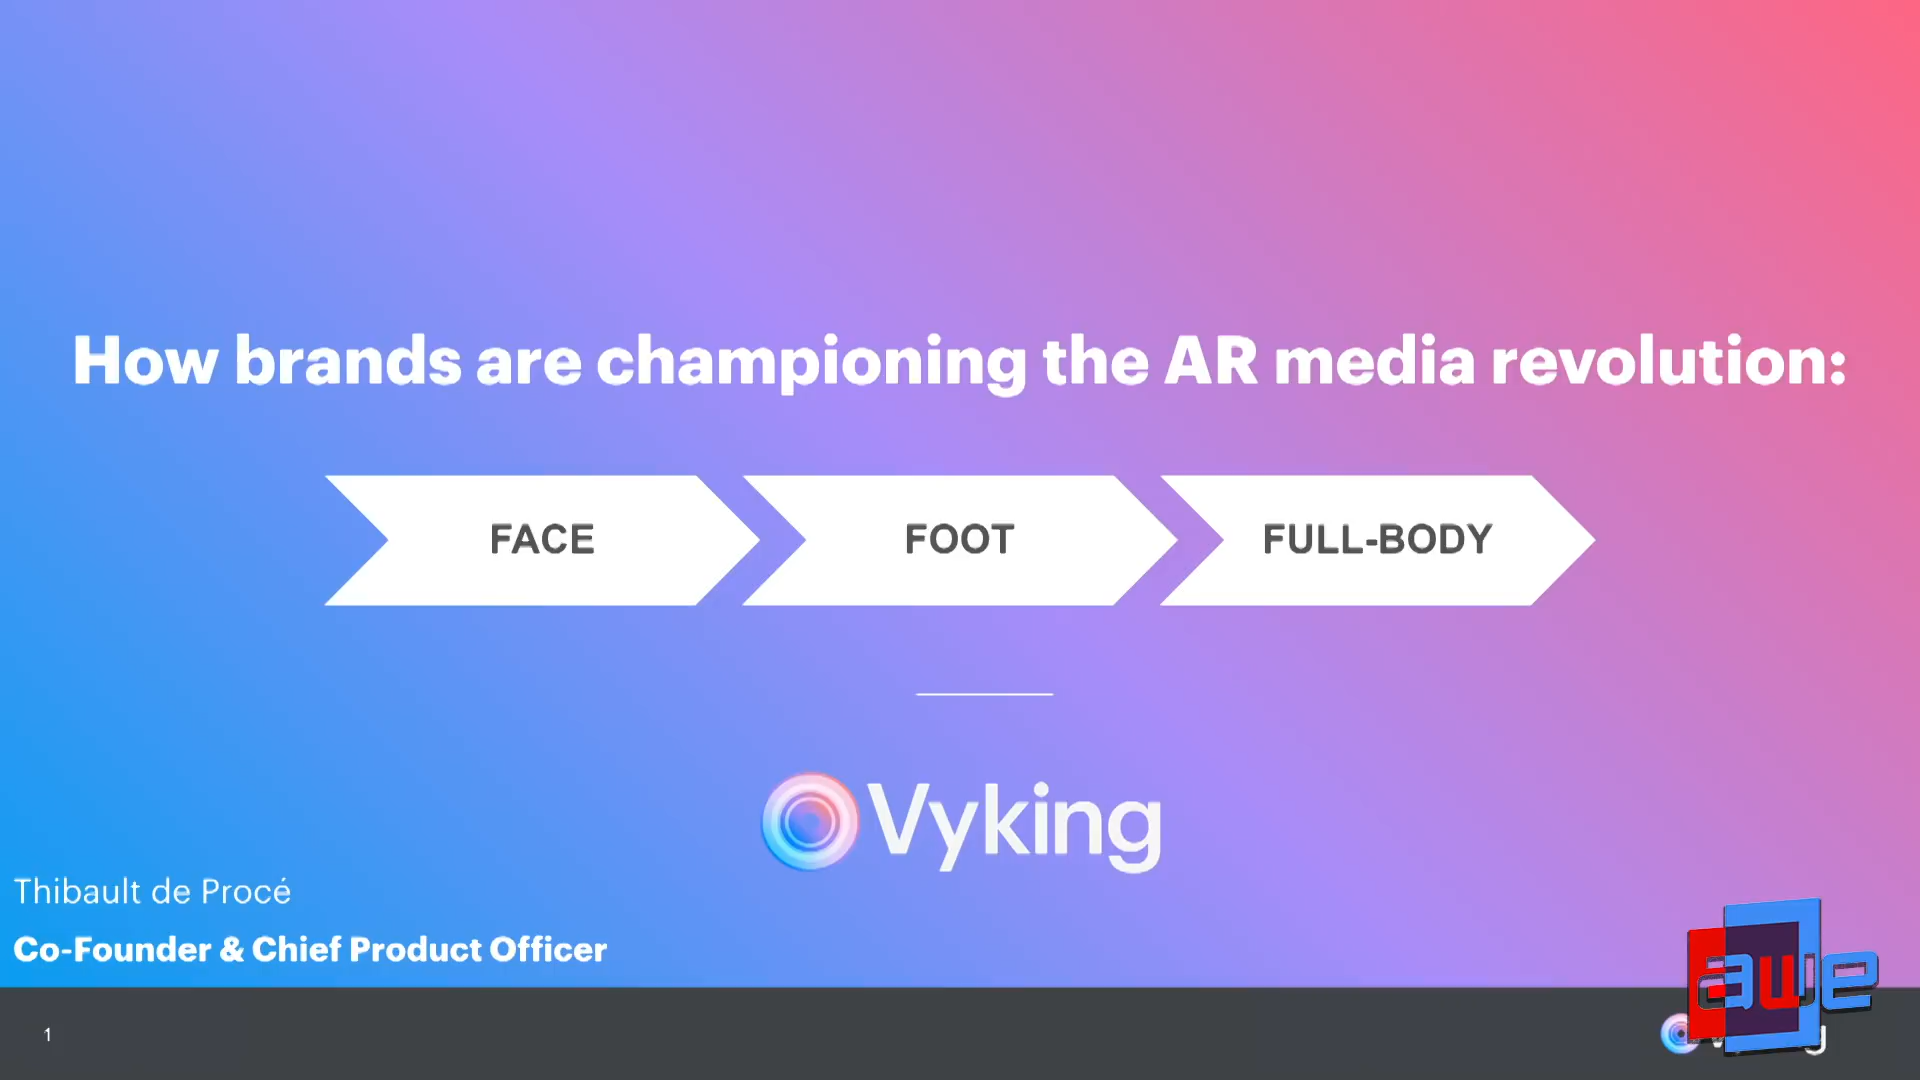 How brands are championing the AR media revolution:
FACE
FOOT
FULL-BODY
Vyking
Thibault de Procé
Co-Founder & Chief Product Officer
1
awe